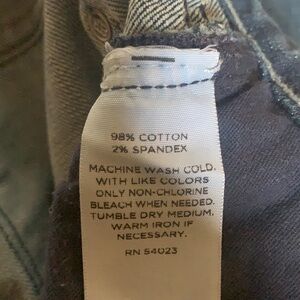 98% COTTON
2% SPANDEX
MACHINE WASH COLD.
WITH LIKE COLORS
ONLY NON-CHLORINE
BLEACH WHEN NEEDED.
TUMBLE DRY MEDIUM.
WARM IRON IF
NECESSARY.
RN 54023